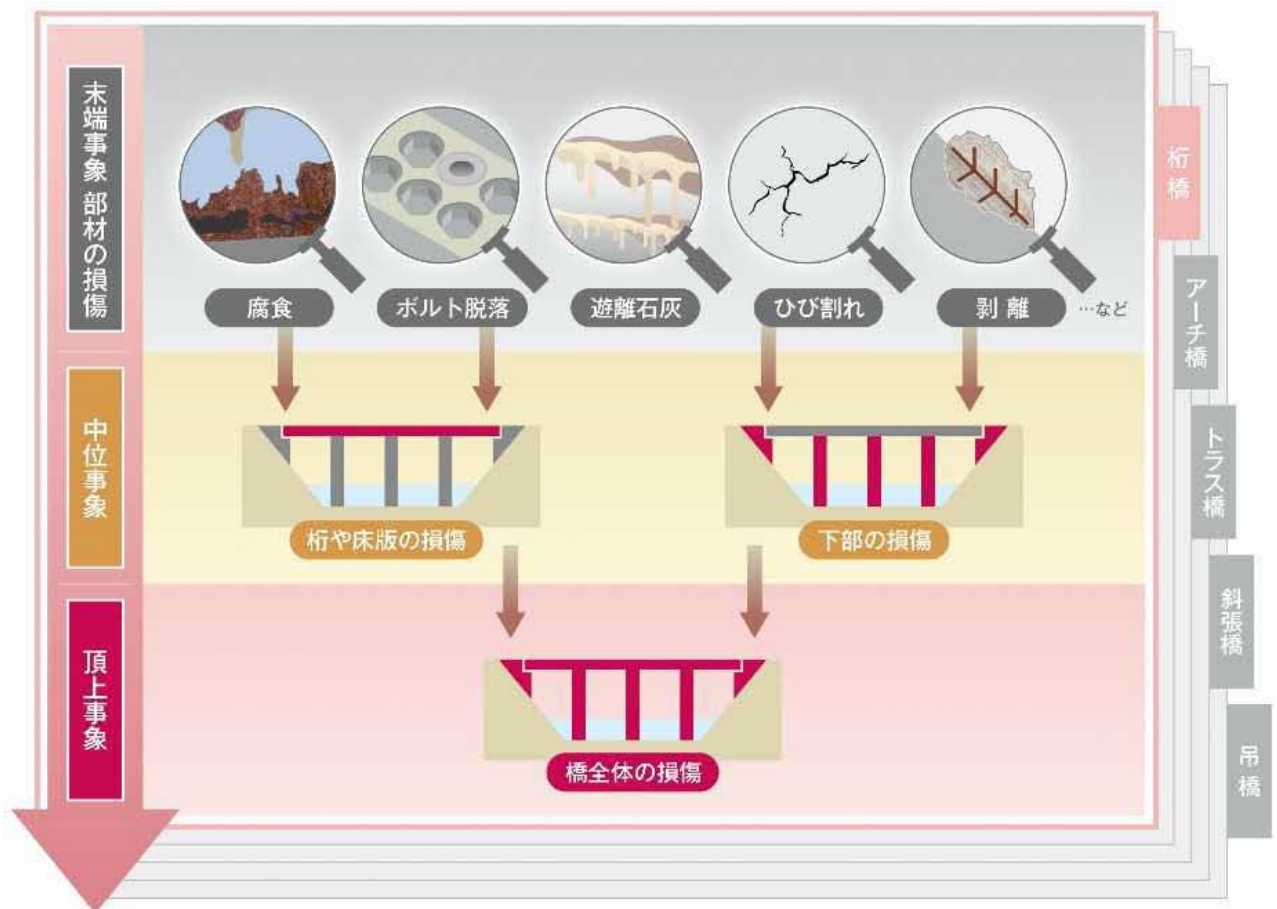 末端事象 部材の損傷
腐食
ボルト脱落
遊離石灰
ひび割れ
剥 離
…など
中位事象
桁や床版の損傷
下部の損傷
頂上事象
橋全体の損傷
桁橋
アーチ橋
トラス橋
斜張橋
吊橋